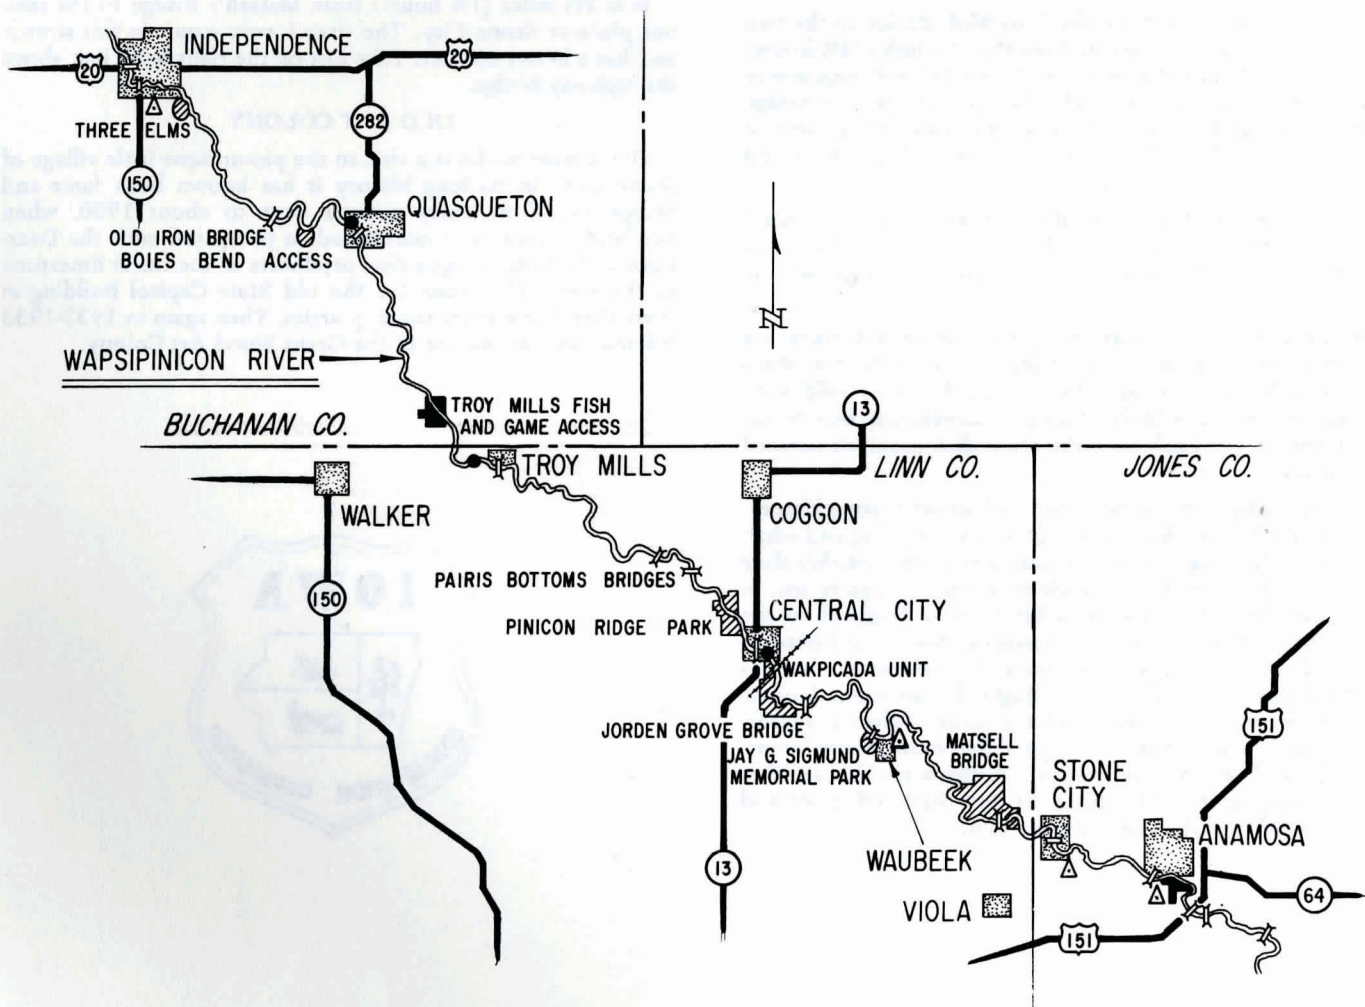 INDEPENDENCE
20
20
THREE ELMS
282
150
QUASQUETON
OLD IRON BRIDGE
BOIES BEND ACCESS
N
WAPSIPINICON RIVER
TROY MILLS FISH
AND GAME ACCESS
BUCHANAN CO.
13
TROY MILLS
LINN CO.
JONES CO.
WALKER
COGGON
PAIRIS BOTTOMS BRIDGES
150
CENTRAL CITY
PINICON RIDGE PARK
WAKPICADA UNIT
JORDEN GROVE BRIDGE
151
JAY G. SIGMUND
MEMORIAL PARK
MATSELL
BRIDGE
STONE
CITY
ANAMOSA
WAUBEEK
13
64
VIOLA
151